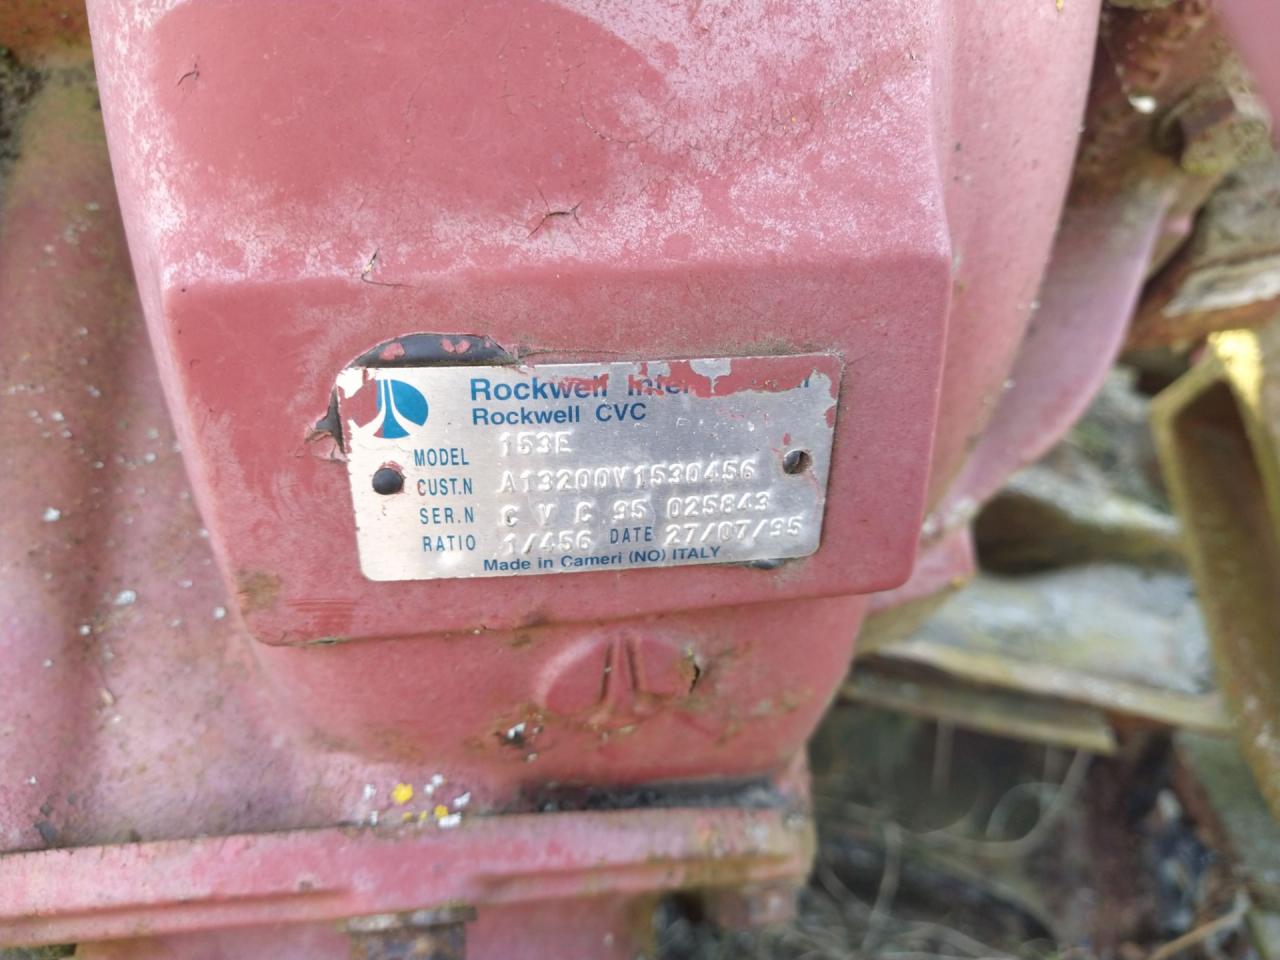 Rockwell
Rockwell CVC
MODEL 153E
CUST.N A13200V1530456
SER.N C V C 95 025843
RATIO 1/456 DATE 27/07/95
Made in Cameri (NO) ITALY